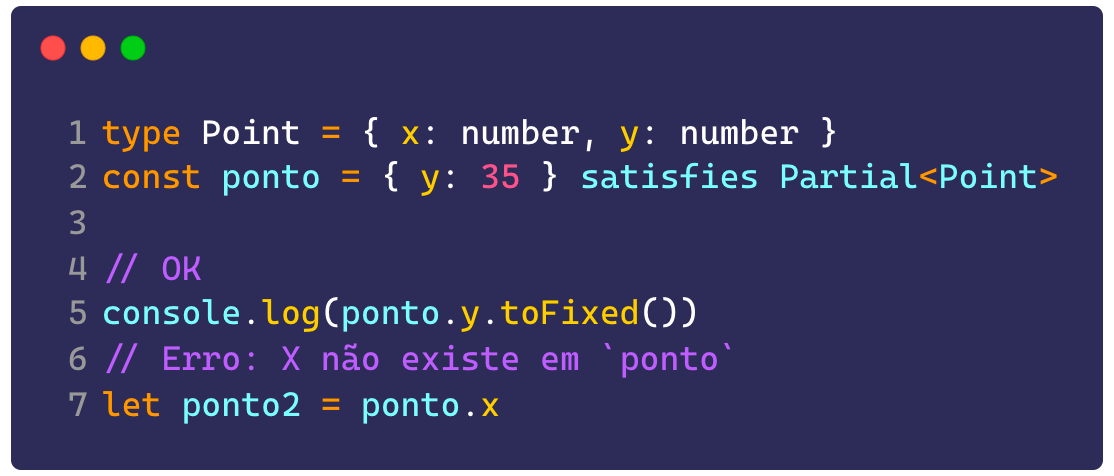 1 type Point = { x: number, y: number }
2 const ponto = { y: 35 } satisfies Partial<Point>
3
4 // OK
5 console.log(ponto.y.toFixed())
6 // Erro: X não existe em `ponto`
7 let ponto2 = ponto.x